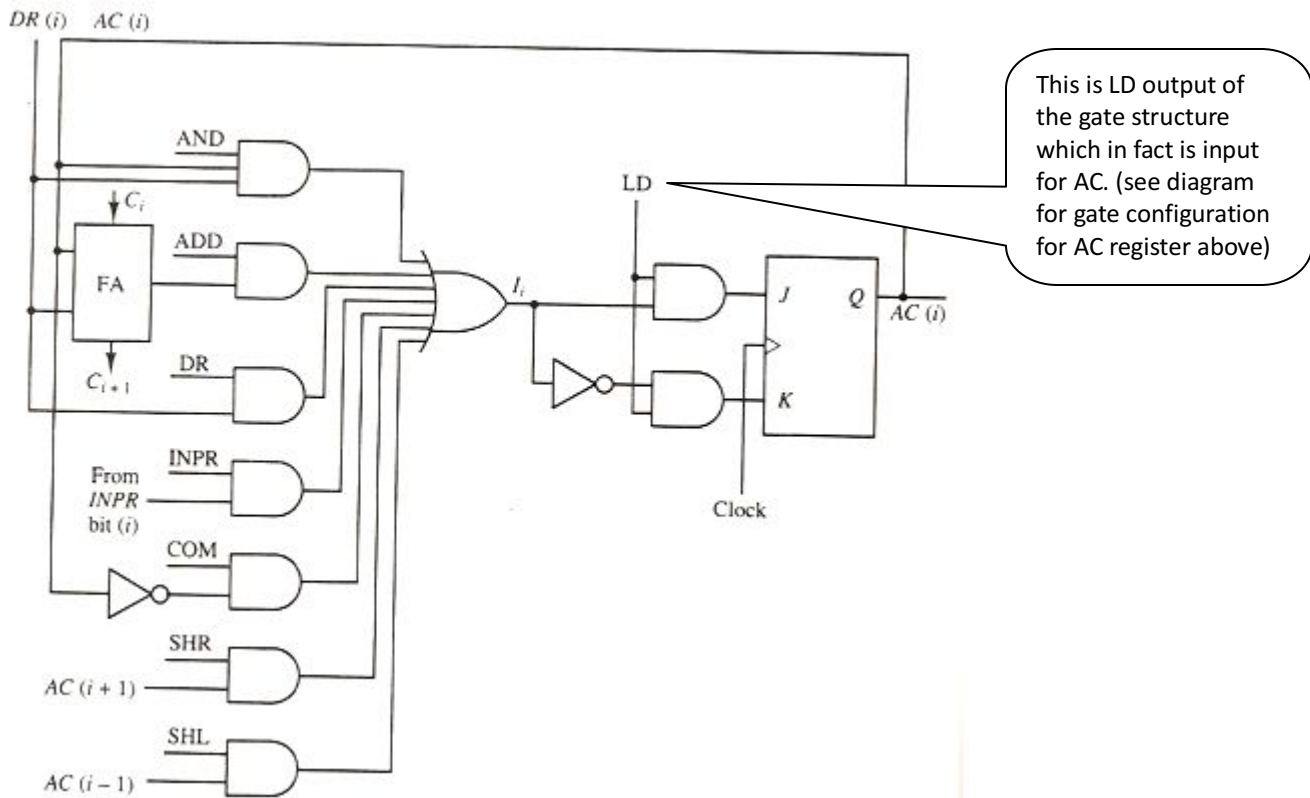 DR (i) AC (i)
This is LD output of
the gate structure
which in fact is input
for AC. (see diagram
for gate configuration
for AC register above)
AND
LD
C_i
ADD
FA
I_i
J Q
AC (i)
DR
C_{i+1}
K
INPR
From
INPR
bit (i)
Clock
COM
SHR
AC (i + 1)
SHL
AC (i − 1)